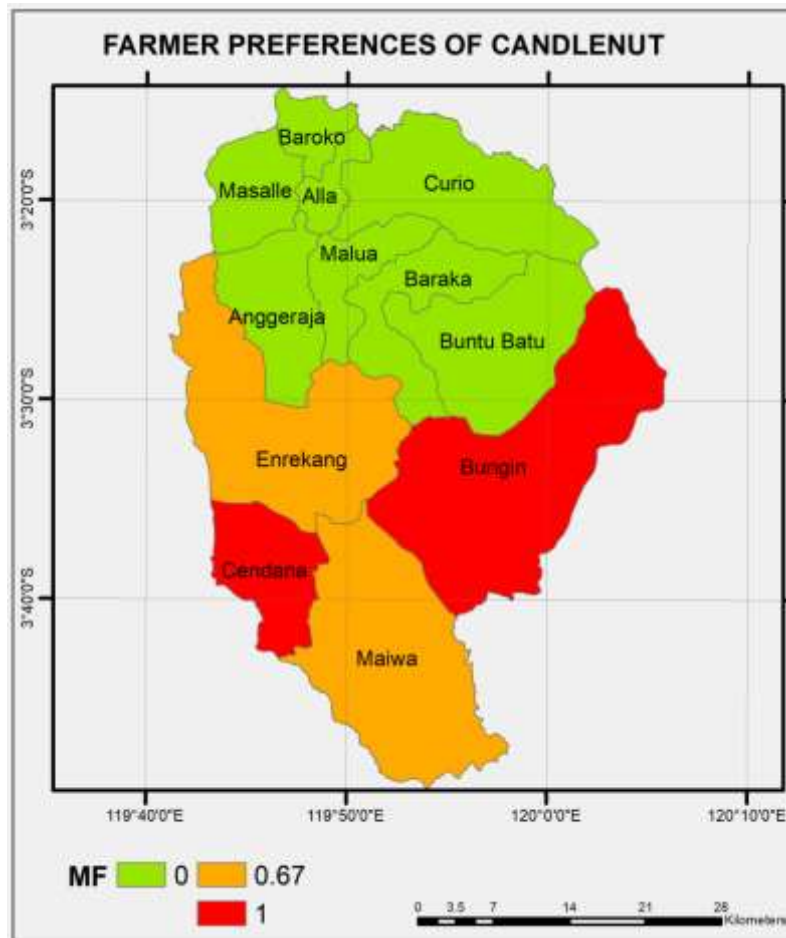 FARMER PREFERENCES OF CANDLENUT
Baroko
Masalle
Alla
Curio
Malua
Baraka
Anggeraja
Buntu Batu
Enrekang
Bungin
Cendana
Maiwa
3°20'0"S
3°30'0"S
3°40'0"S
119°40'0"E 119°50'0"E 120°0'0"E 120°10'0"E
MF 0 0.67
1
0 3.5 7 14 21 28
Kilometers